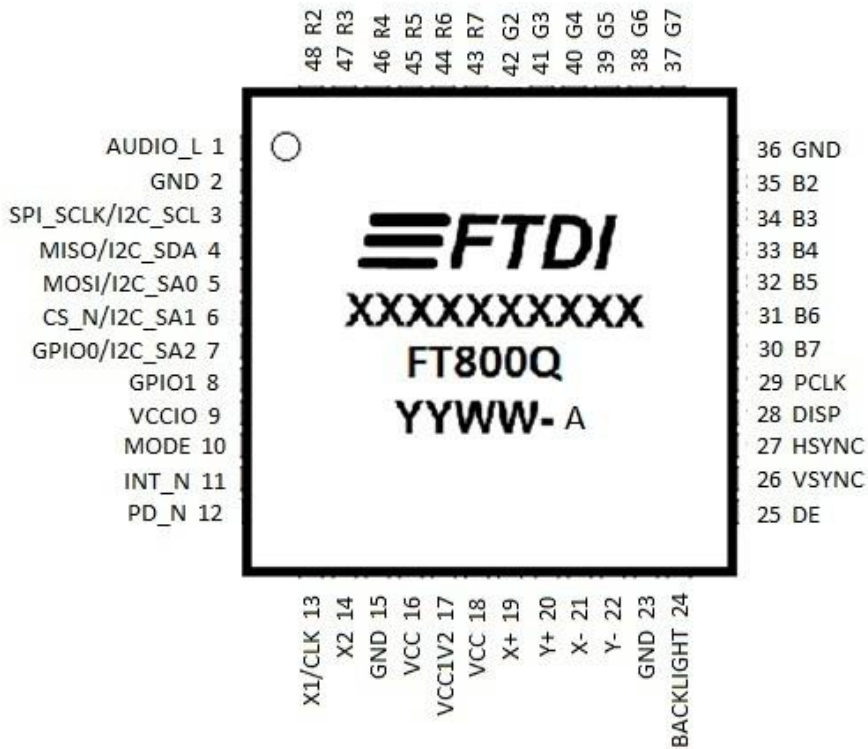 48 R2
47 R3
46 R4
45 R5
44 R6
43 R7
42 G2
41 G3
40 G4
39 G5
38 G6
37 G7
AUDIO_L 1
GND 2
SPI_SCLK/I2C_SCL 3
MISO/I2C_SDA 4
MOSI/I2C_SA0 5
CS_N/I2C_SA1 6
GPIO0/I2C_SA2 7
GPIO1 8
VCCIO 9
MODE 10
INT_N 11
PD_N 12
FTDI
XXXXXXXXXX
FT800Q
YYWW- A
36 GND
35 B2
34 B3
33 B4
32 B5
31 B6
30 B7
29 PCLK
28 DISP
27 HSYNC
26 VSYNC
25 DE
X1/CLK 13
X2 14
GND 15
VCC 16
VCC1V2 17
VCC 18
X+ 19
Y+ 20
X- 21
Y- 22
GND 23
BACKLIGHT 24